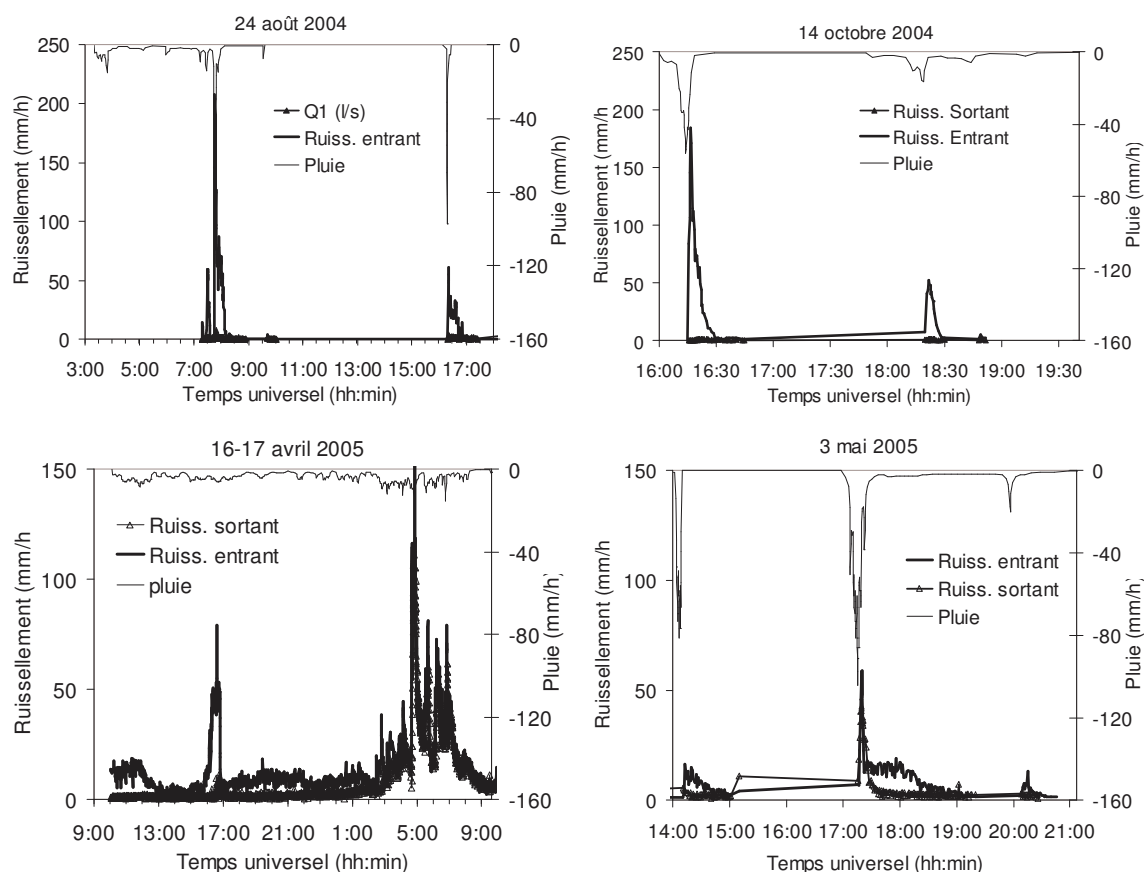 24 août 2004
250
200
150
100
50
0
Ruissellement (mm/h)
0
-40
-80
-120
-160
Pluie (mm/h)
Q1 (l/s)
Ruiss. entrant
Pluie
3:00 5:00 7:00 9:00 11:00 13:00 15:00 17:00
Temps universel (hh:min)
14 octobre 2004
250
200
150
100
50
0
Ruissellement (mm/h)
0
-40
-80
-120
-160
Pluie (mm/h)
Ruiss. Sortant
Ruiss. Entrant
Pluie
16:00 16:30 17:00 17:30 18:00 18:30 19:00 19:30
Temps universel (hh:min)
16-17 avril 2005
150
100
50
0
Ruissellement (mm/h
0
-40
-80
-120
-160
Pluie (mm/h)
Ruiss. sortant
Ruiss. entrant
pluie
9:00 13:00 17:00 21:00 1:00 5:00 9:00
Temps universel (hh:min)
3 mai 2005
150
100
50
0
Ruissellement (mm/h
0
-40
-80
-120
-160
Pluie (mm/h)
Ruiss. entrant
Ruiss. sortant
Pluie
14:00 15:00 16:00 17:00 18:00 19:00 20:00 21:00
Temps universel (hh:min)